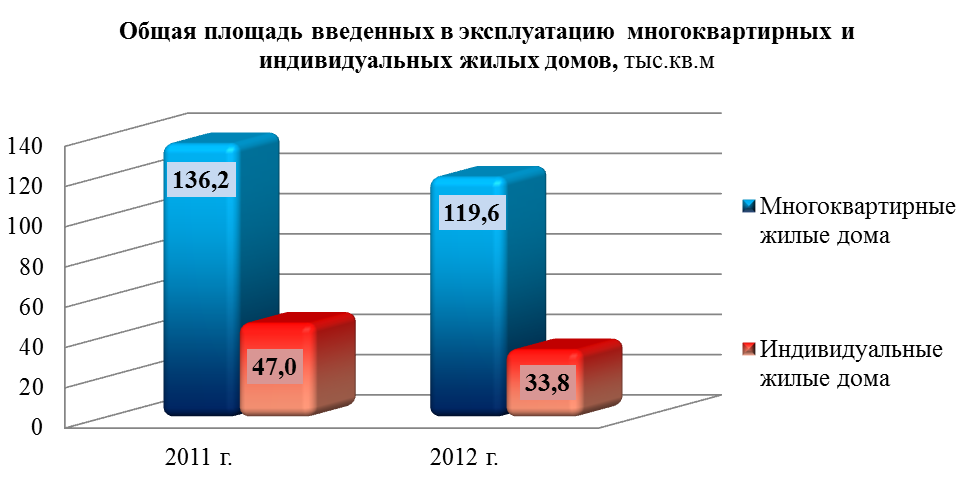 Общая площадь введенных в эксплуатацию многоквартирных и
индивидуальных жилых домов, тыс.кв.м
140
120
100
80
60
40
20
0
136,2
47,0
119,6
33,8
2011 г.
2012 г.
Многоквартирные
жилые дома
Индивидуальные
жилые дома